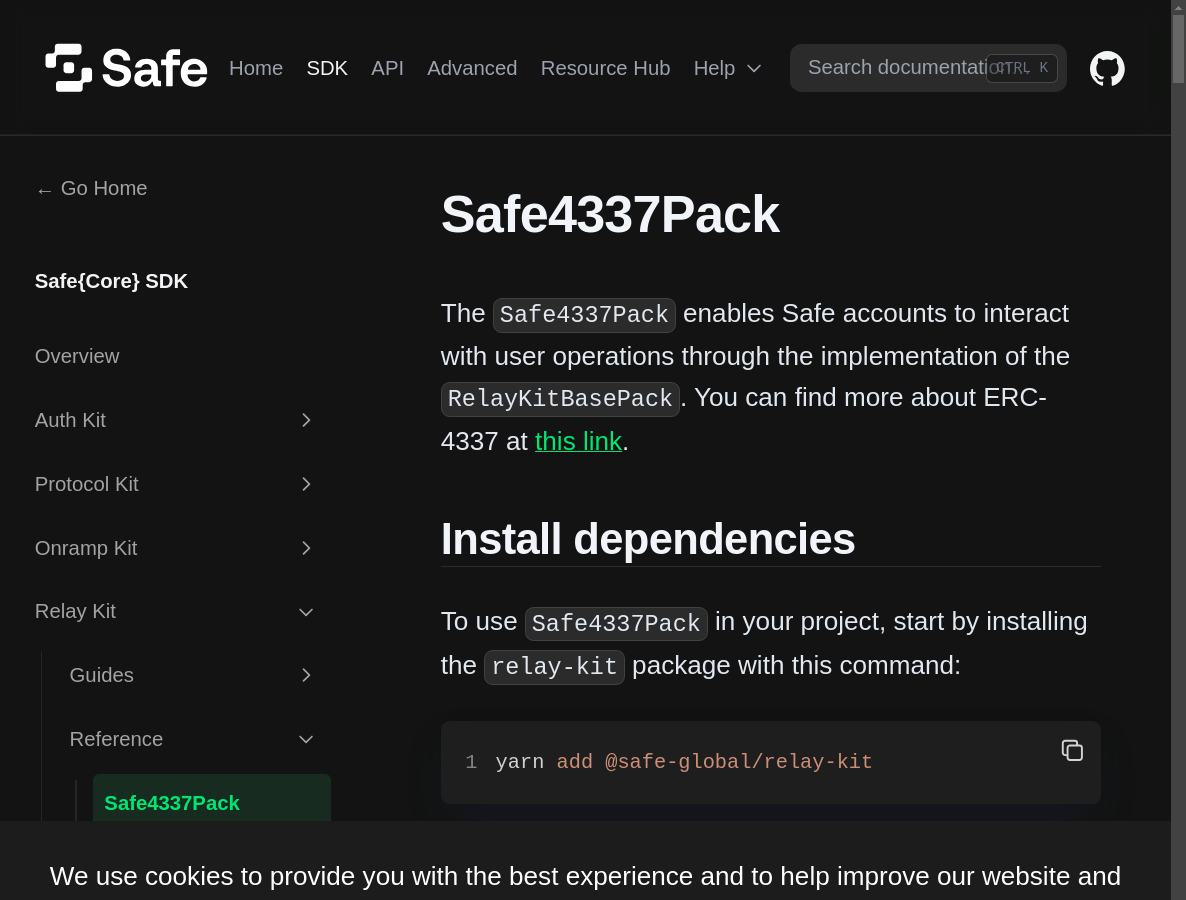 Safe
Home SDK API Advanced Resource Hub Help
Search documentation... CTRL K
← Go Home
Safe{Core} SDK
Overview
Auth Kit
Protocol Kit
Onramp Kit
Relay Kit
Guides
Reference
Safe4337Pack
Safe4337Pack
The Safe4337Pack enables Safe accounts to interact
with user operations through the implementation of the
RelayKitBasePack. You can find more about ERC-
4337 at this link.
Install dependencies
To use Safe4337Pack in your project, start by installing
the relay-kit package with this command:
1 yarn add @safe-global/relay-kit
We use cookies to provide you with the best experience and to help improve our website and